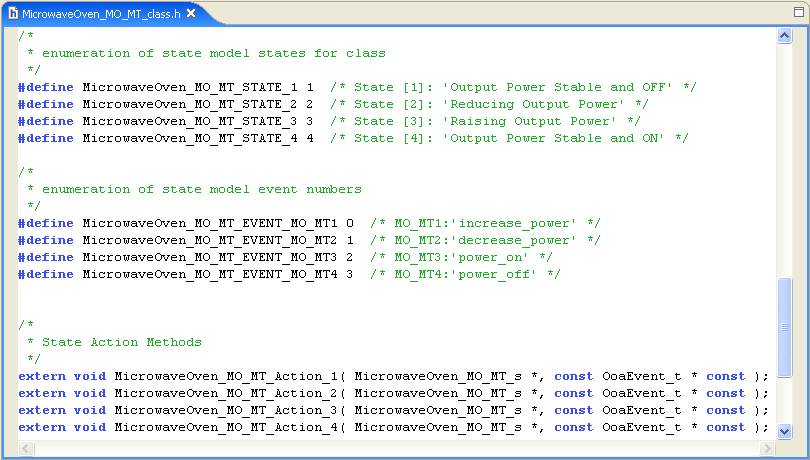 MicrowaveOven_MO_MT_class.h
/*
 * enumeration of state model states for class
 */
#define MicrowaveOven_MO_MT_STATE_1 1  /* State [1]: 'Output Power Stable and OFF' */
#define MicrowaveOven_MO_MT_STATE_2 2  /* State [2]: 'Reducing Output Power' */
#define MicrowaveOven_MO_MT_STATE_3 3  /* State [3]: 'Raising Output Power' */
#define MicrowaveOven_MO_MT_STATE_4 4  /* State [4]: 'Output Power Stable and ON' */
/*
 * enumeration of state model event numbers
 */
#define MicrowaveOven_MO_MT_EVENT_MO_MT1 0  /* MO_MT1:'increase_power' */
#define MicrowaveOven_MO_MT_EVENT_MO_MT2 1  /* MO_MT2:'decrease_power' */
#define MicrowaveOven_MO_MT_EVENT_MO_MT3 2  /* MO_MT3:'power_on' */
#define MicrowaveOven_MO_MT_EVENT_MO_MT4 3  /* MO_MT4:'power_off' */
/*
 * State Action Methods
 */
extern void MicrowaveOven_MO_MT_Action_1( MicrowaveOven_MO_MT_s *, const OoaEvent_t * const );
extern void MicrowaveOven_MO_MT_Action_2( MicrowaveOven_MO_MT_s *, const OoaEvent_t * const );
extern void MicrowaveOven_MO_MT_Action_3( MicrowaveOven_MO_MT_s *, const OoaEvent_t * const );
extern void MicrowaveOven_MO_MT_Action_4( MicrowaveOven_MO_MT_s *, const OoaEvent_t * const );